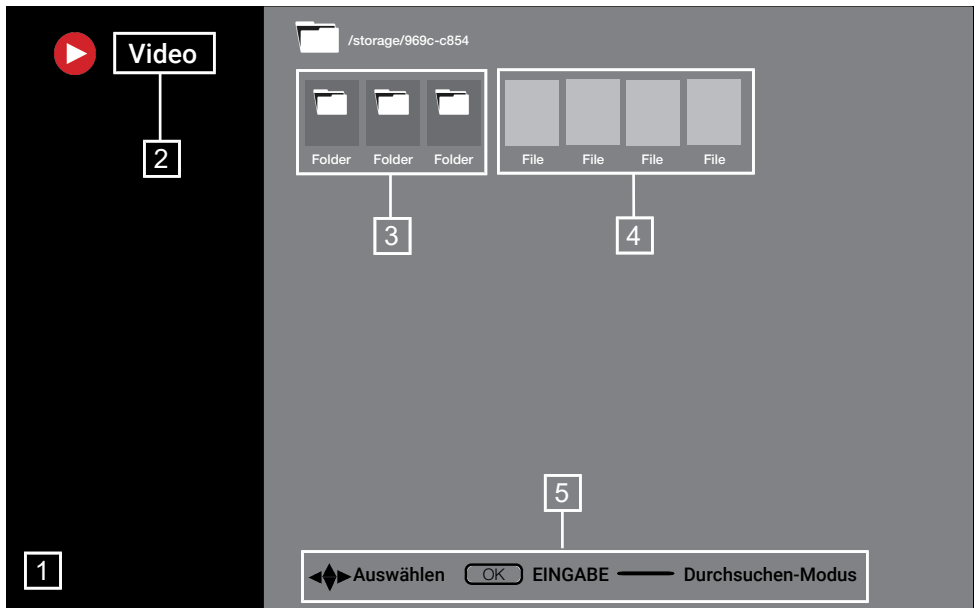 Video
2
/storage/969c-c854
Folder Folder Folder
File File File File
3
4
5
1
Auswählen OK EINGABE Durchsuchen-Modus